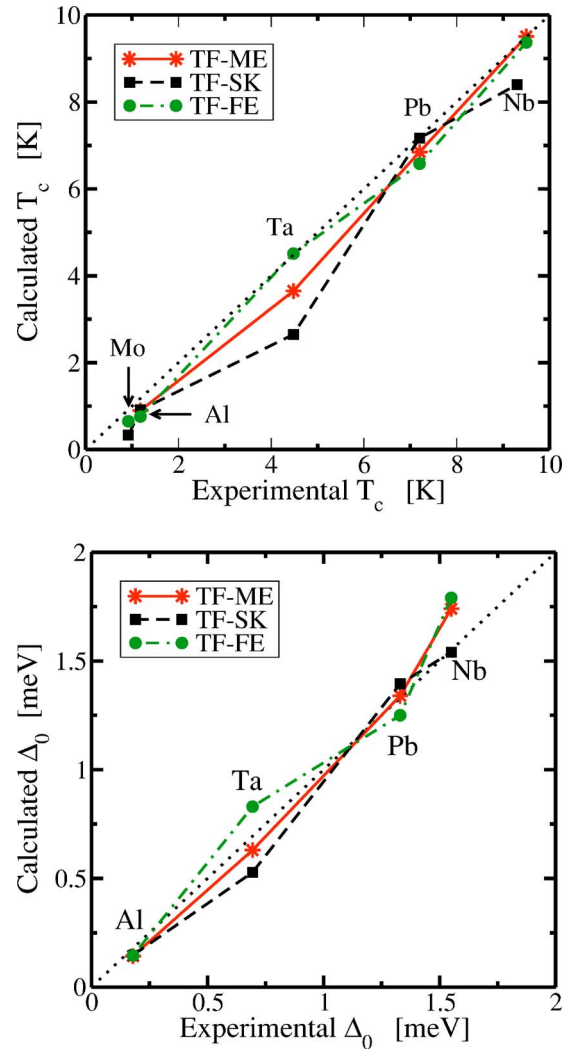 10
8
6
4
2
0
Calculated T_c [K]
TF-ME
TF-SK
TF-FE
Mo
Al
Ta
Pb
Nb
0 2 4 6 8 10
Experimental T_c [K]
2
1.5
1
0.5
0
Calculated Δ_0 [meV]
TF-ME
TF-SK
TF-FE
Al
Ta
Pb
Nb
0 0.5 1 1.5 2
Experimental Δ_0 [meV]